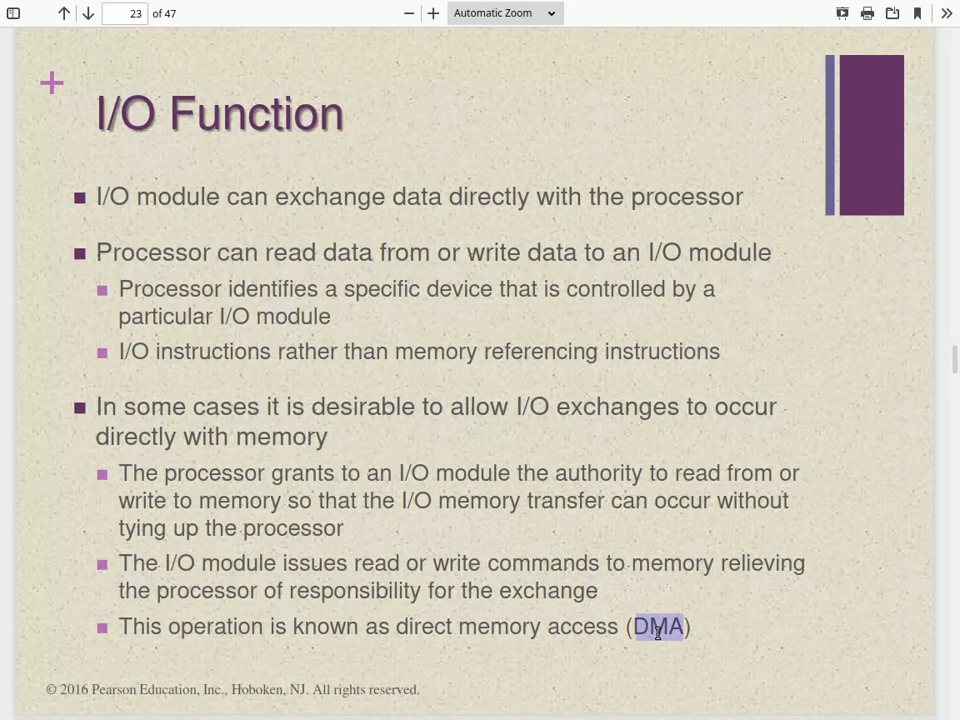 23 of 47 Automatic Zoom
I/O Function
I/O module can exchange data directly with the processor
Processor can read data from or write data to an I/O module
Processor identifies a specific device that is controlled by a
particular I/O module
I/O instructions rather than memory referencing instructions
In some cases it is desirable to allow I/O exchanges to occur
directly with memory
The processor grants to an I/O module the authority to read from or
write to memory so that the I/O memory transfer can occur without
tying up the processor
The I/O module issues read or write commands to memory relieving
the processor of responsibility for the exchange
This operation is known as direct memory access (DMA)
© 2016 Pearson Education, Inc., Hoboken, NJ. All rights reserved.